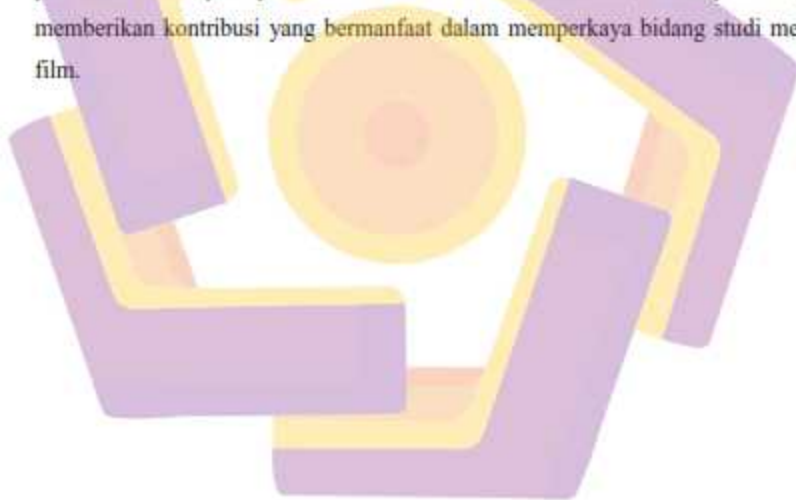 memberikan kontribusi yang bermanfaat dalam memperkaya bidang studi
film.